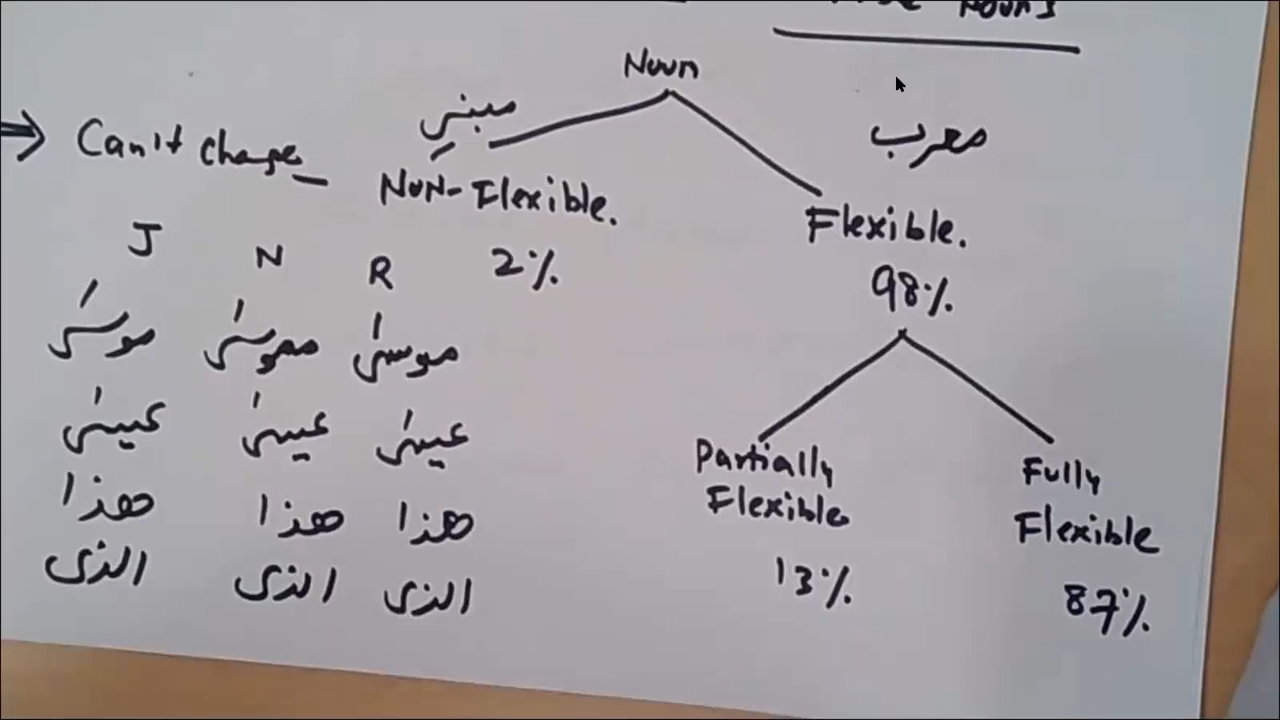 Nouns
Noun
مبني
معرب
Can't change
Non-Flexible.
Flexible.
2%
98%
J N R
موسىٰ موسىٰ موسىٰ
عيسىٰ عيسىٰ عيسىٰ
هذا هذا هذا
الذى الذى الذى
Partially Flexible
Fully Flexible
13%
87%